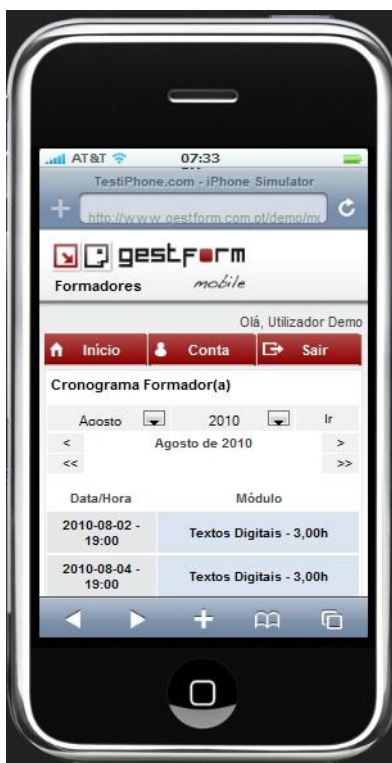 AT&T 07:33
TestiPhone.com - iPhone Simulator
http://www.gestform.com.pt/demo/mo
gestform
Formadores mobile
Olá, Utilizador Demo
Início Conta Sair
Cronograma Formador(a)
Agosto 2010 Ir
< Agosto de 2010 >
<< >>
Data/Hora Módulo
2010-08-02 -
19:00 Textos Digitais - 3,00h
2010-08-04 -
19:00 Textos Digitais - 3,00h